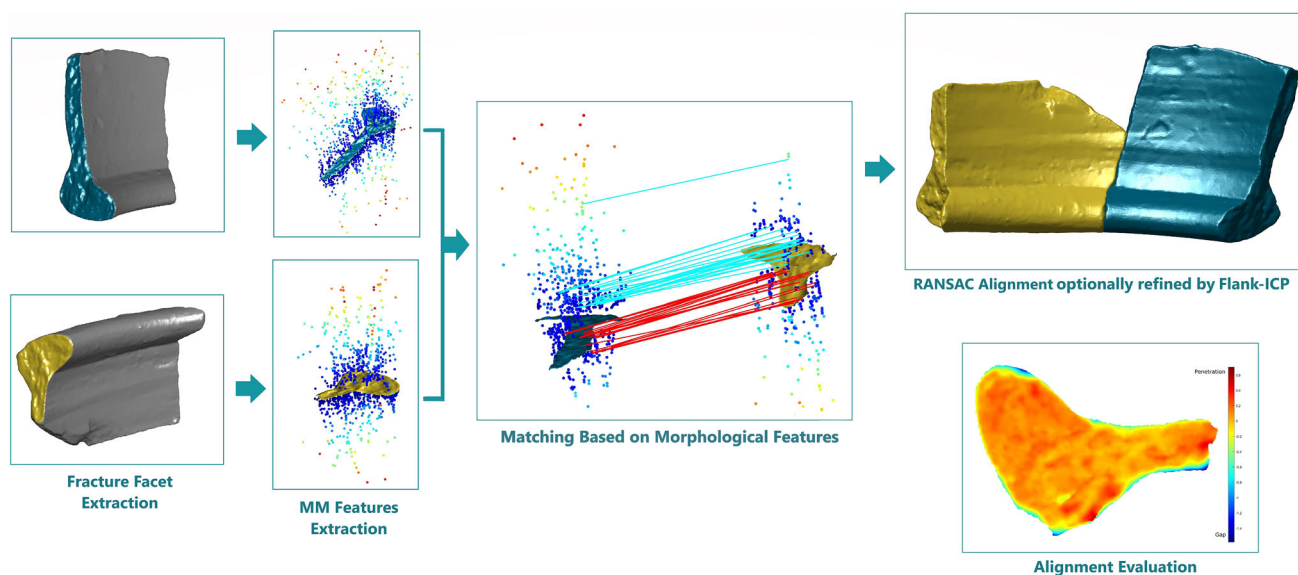 Fracture Facet
Extraction
MM Features
Extraction
Matching Based on Morphological Features
RANSAC Alignment optionally refined by Flank-ICP
Penetration
Gap
Alignment Evaluation